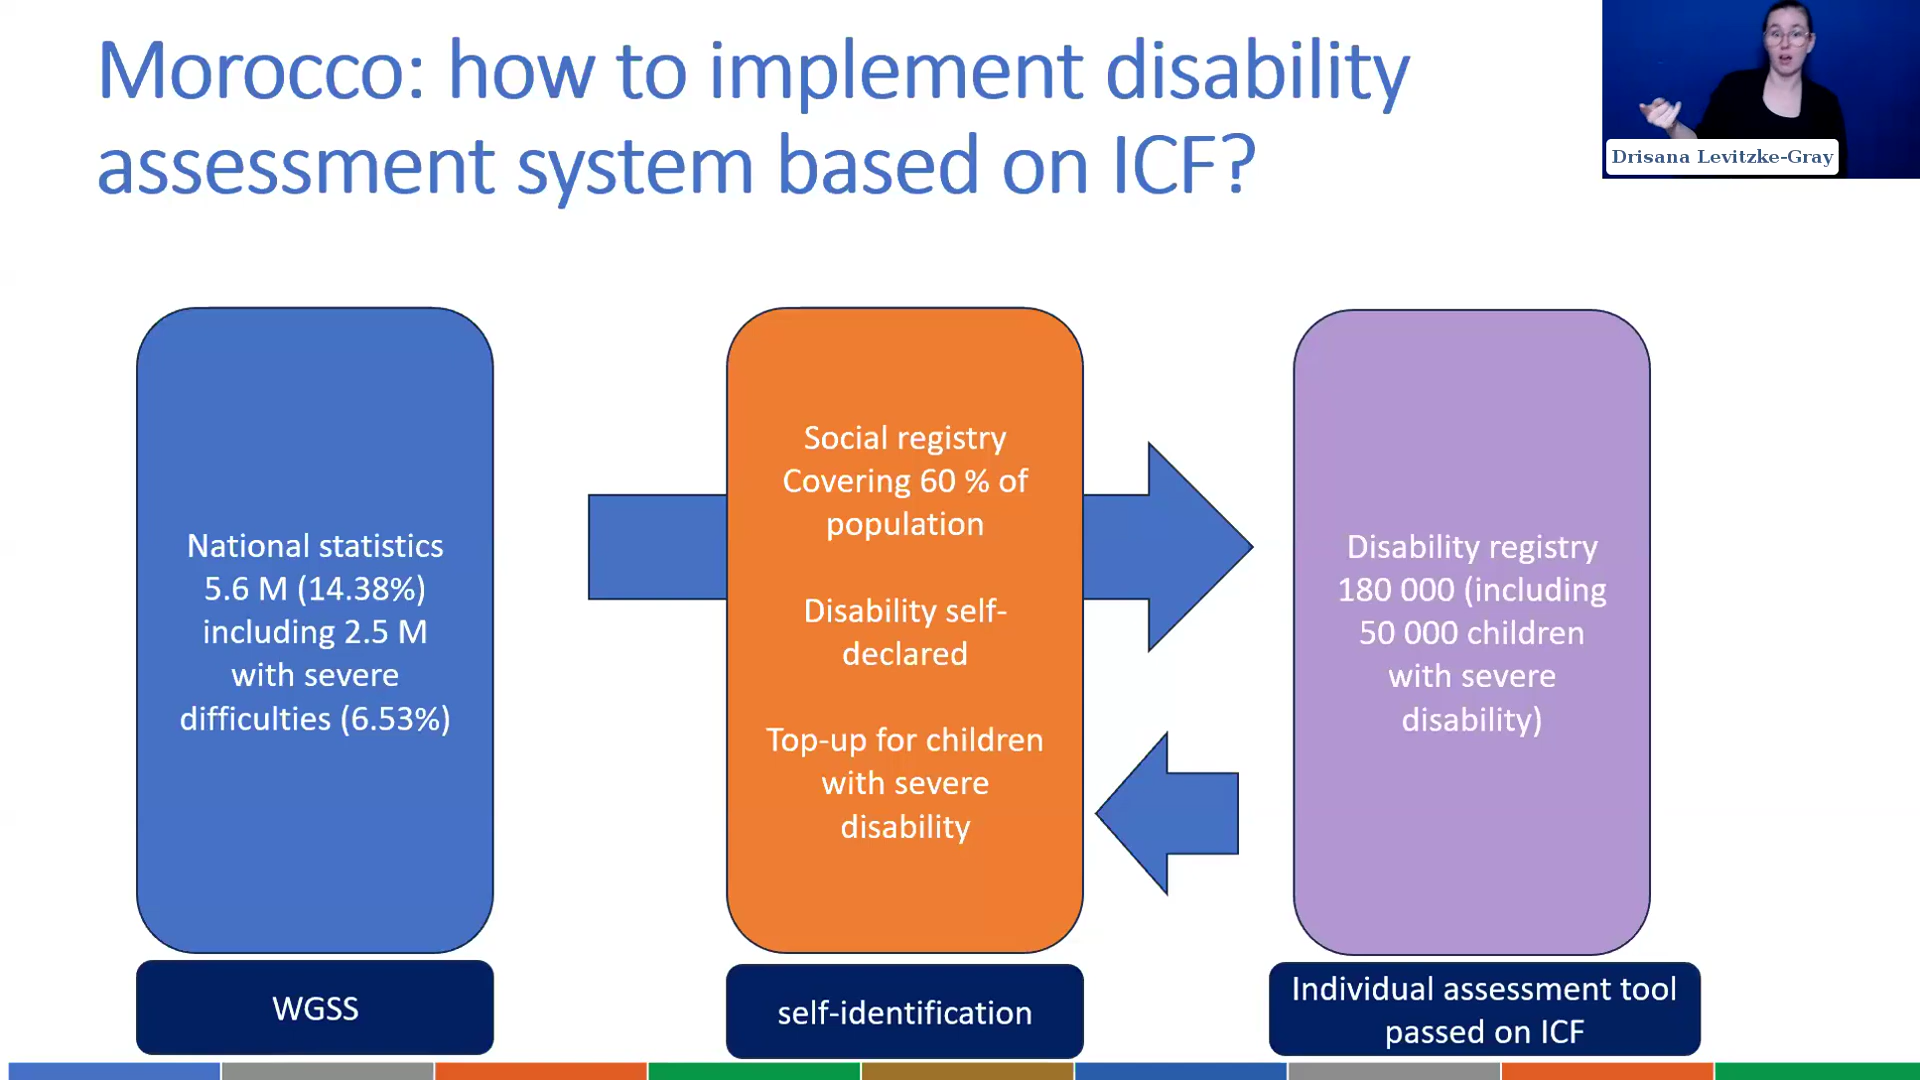 Morocco: how to implement disability
assessment system based on ICF?
Drisana Levitzke-Gray
National statistics
5.6 M (14.38%)
including 2.5 M
with severe
difficulties (6.53%)
WGSS
Social registry
Covering 60 % of
population
Disability self-
declared
Top-up for children
with severe
disability
self-identification
Disability registry
180 000 (including
50 000 children
with severe
disability)
Individual assessment tool
passed on ICF